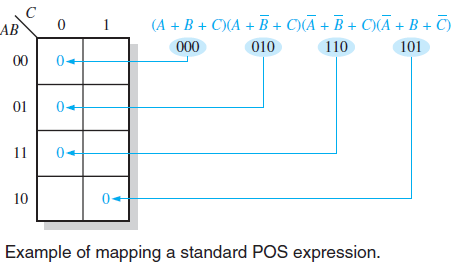 C
AB
0 1 (A + B + C)(A + B̅ + C)(A̅ + B̅ + C)(A̅ + B + C̅)
000 010 110 101
00 0
01 0
11 0
10 0
Example of mapping a standard POS expression.